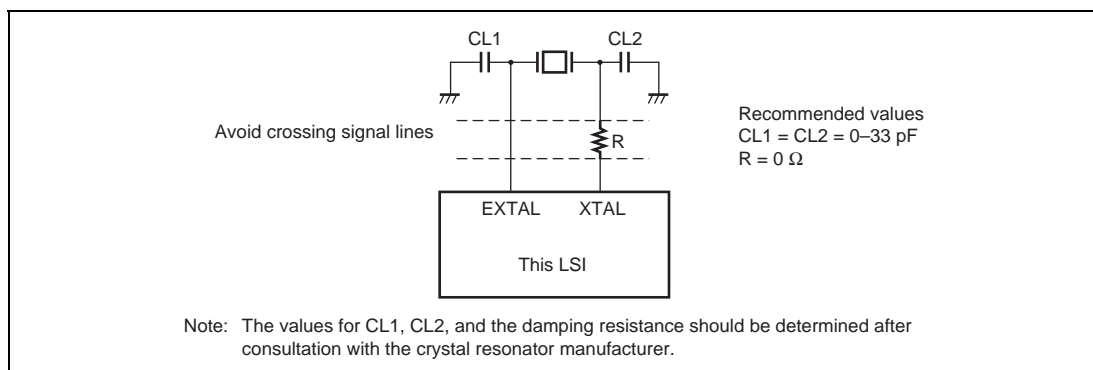 CL1 CL2
Avoid crossing signal lines
R
Recommended values
CL1 = CL2 = 0–33 pF
R = 0 Ω
EXTAL XTAL
This LSI
Note: The values for CL1, CL2, and the damping resistance should be determined after
consultation with the crystal resonator manufacturer.